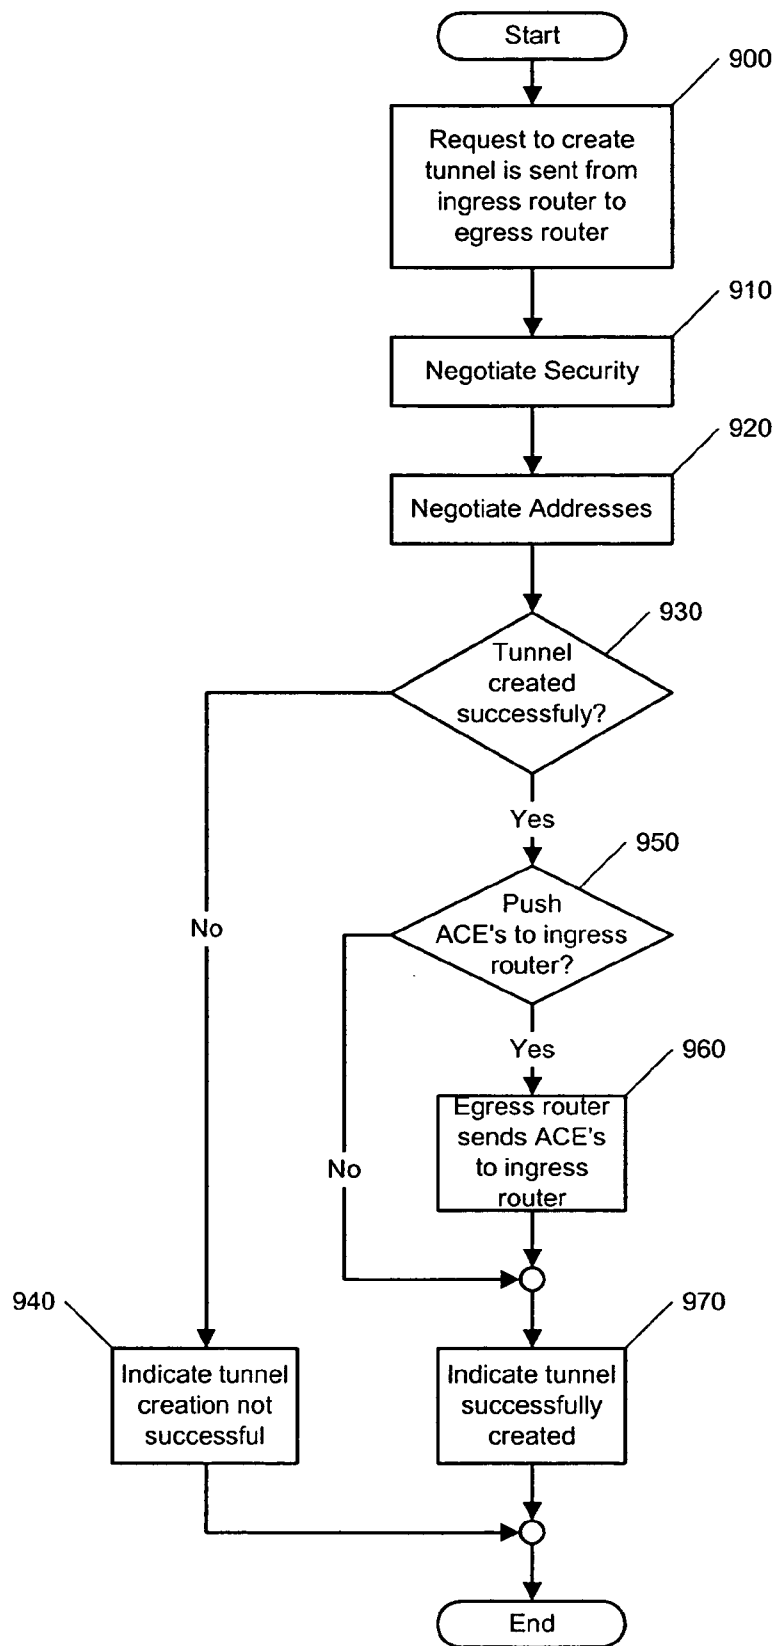 Start
900
Request to create
tunnel is sent from
ingress router to
egress router
910
Negotiate Security
920
Negotiate Addresses
930
Tunnel
created
successfuly?
Yes
950
No
Push
ACE's to ingress
router?
Yes
960
Egress router
sends ACE's
to ingress
router
No
940
970
Indicate tunnel
creation not
successful
Indicate tunnel
successfully
created
End